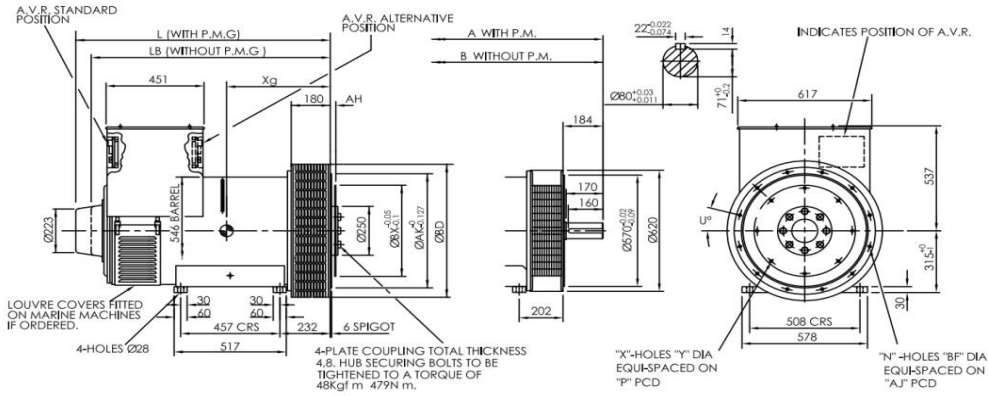 A.V.R. STANDARD
POSITION
A.V.R. ALTERNATIVE
POSITION
L (WITH P.M.G)
LB (WITHOUT P.M.G )
451
Xg
180
AH
A WITH P.M.
B WITHOUT P.M.
22-0.022
-0.074
14
Ø80+0.03
+0.011
71+0
-0.2
INDICATES POSITION OF A.V.R.
617
184
170
160
Ø223
546 BARREL
Ø250
ØBX-0.05
-0.1
ØAK+0
-0.127
ØBD
Ø570-0.02
-0.09
Ø620
U°
537
315+0
-1
30
LOUVRE COVERS FITTED
ON MARINE MACHINES
IF ORDERED.
30
60
30
60
457 CRS
232
6 SPIGOT
4-HOLES Ø28
517
202
508 CRS
578
4-PLATE COUPLING TOTAL THICKNESS
4,8. HUB SECURING BOLTS TO BE
TIGHTENED TO A TORQUE OF
48Kgf m 479N m.
"X"-HOLES "Y" DIA
EQUI-SPACED ON
"P" PCD
"N" -HOLES "BF" DIA
EQUI-SPACED ON
"AJ" PCD